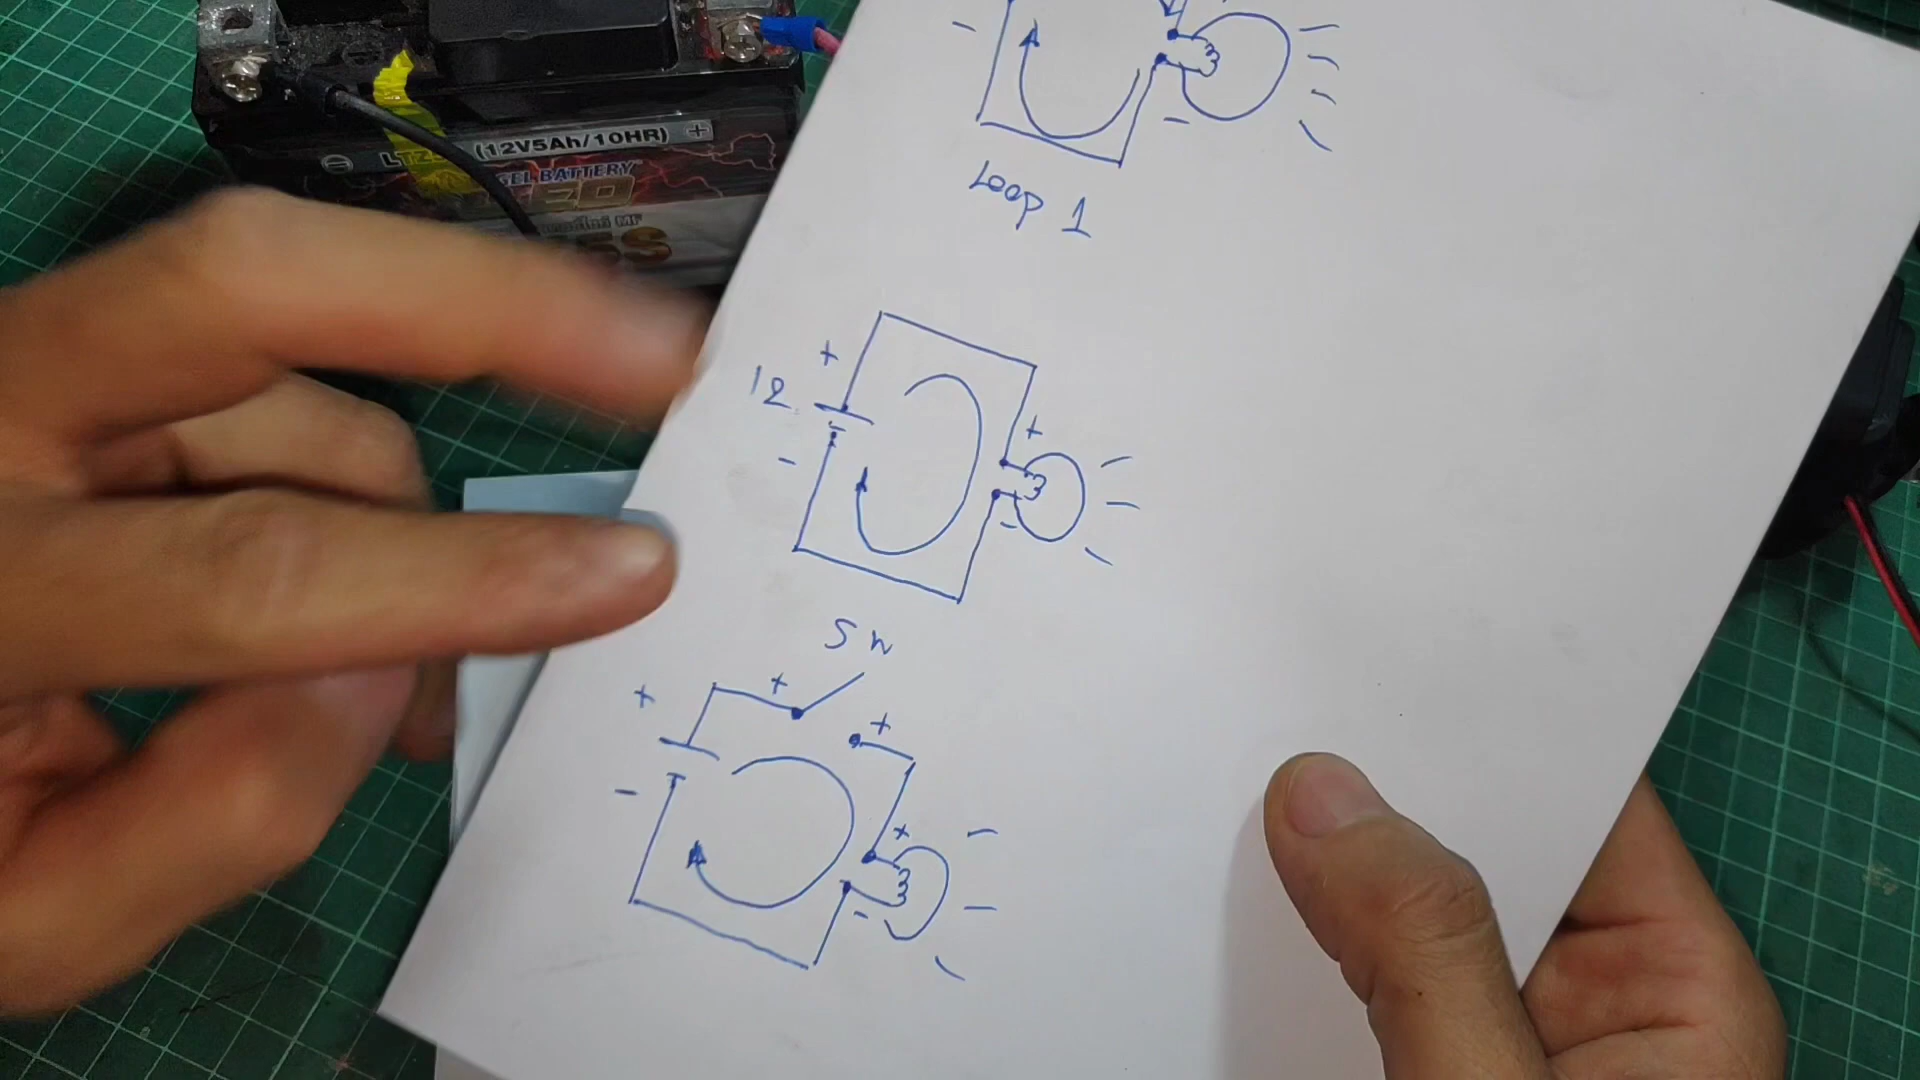 (12V5Ah/10HR)
GEL BATTERY
Loop 1
+
12
+
-
-
SW
+
+
+
-
+
-